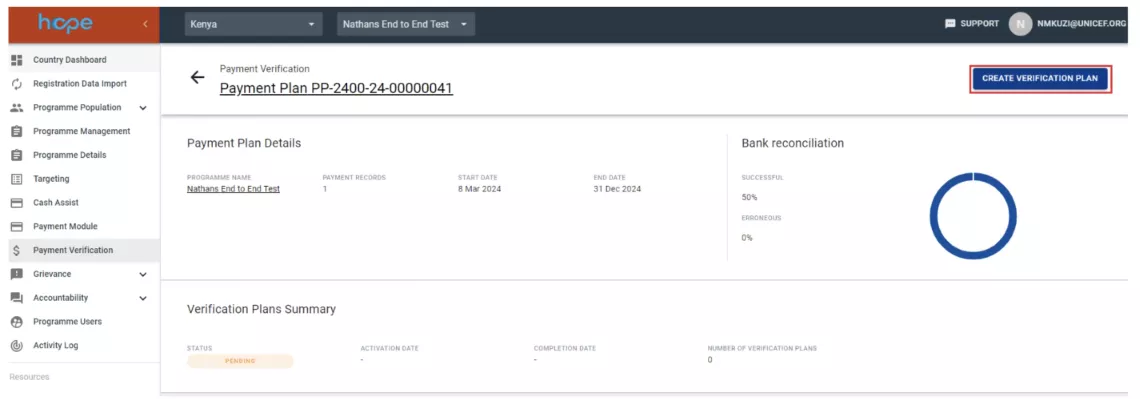 hope
Kenya
Nathans End to End Test
SUPPORT
N
NMKUZI@UNICEF.ORG
Country Dashboard
Registration Data Import
Programme Population
Programme Management
Programme Details
Targeting
Cash Assist
Payment Module
Payment Verification
Grievance
Accountability
Programme Users
Activity Log
Resources
Payment Verification
Payment Plan PP-2400-24-00000041
CREATE VERIFICATION PLAN
Payment Plan Details
PROGRAMME NAME PAYMENT RECORDS START DATE END DATE
Nathans End to End Test 1 8 Mar 2024 31 Dec 2024
Bank reconciliation
SUCCESSFUL
50%
ERRONEOUS
0%
Verification Plans Summary
STATUS ACTIVATION DATE COMPLETION DATE NUMBER OF VERIFICATION PLANS
PENDING - - 0